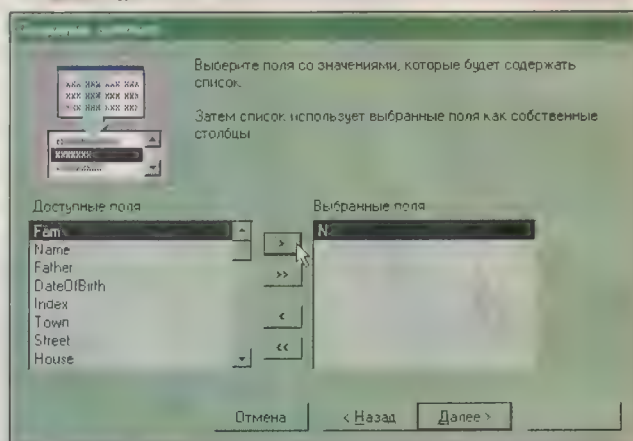 Выберите поля со значениями, которые будет содержать
список.
Затем список использует выбранные поля как собственные
столбцы
Доступные поля
Выбранные поля
Fam
Name
Father
DateOfBirth
Index
Town
Street
House
>
>>
<
<<
N
Отмена
< Назад
Далее >